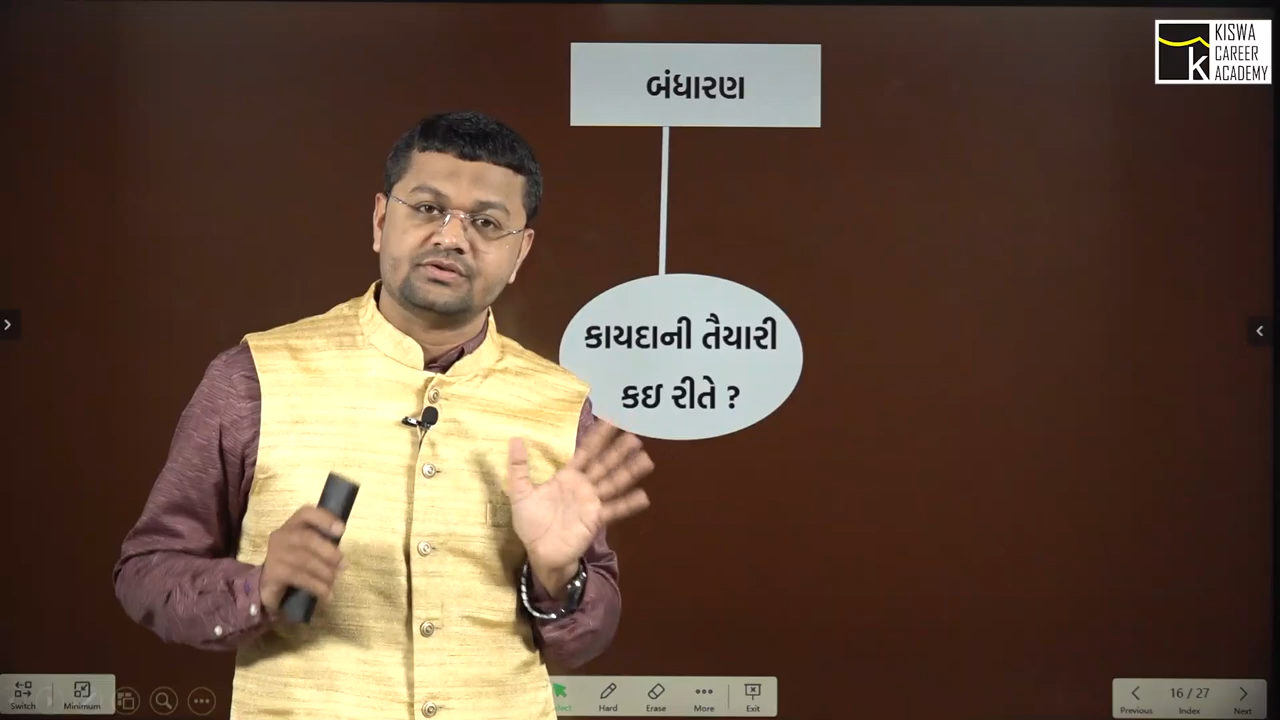 KISWA
CAREER
ACADEMY
k
બંધારણ
કાયદાની તૈયારી
કઇ રીતે ?
Switch
Minimum
Hard
Erase
More
Exit
16 / 27
Previous
Index
Next